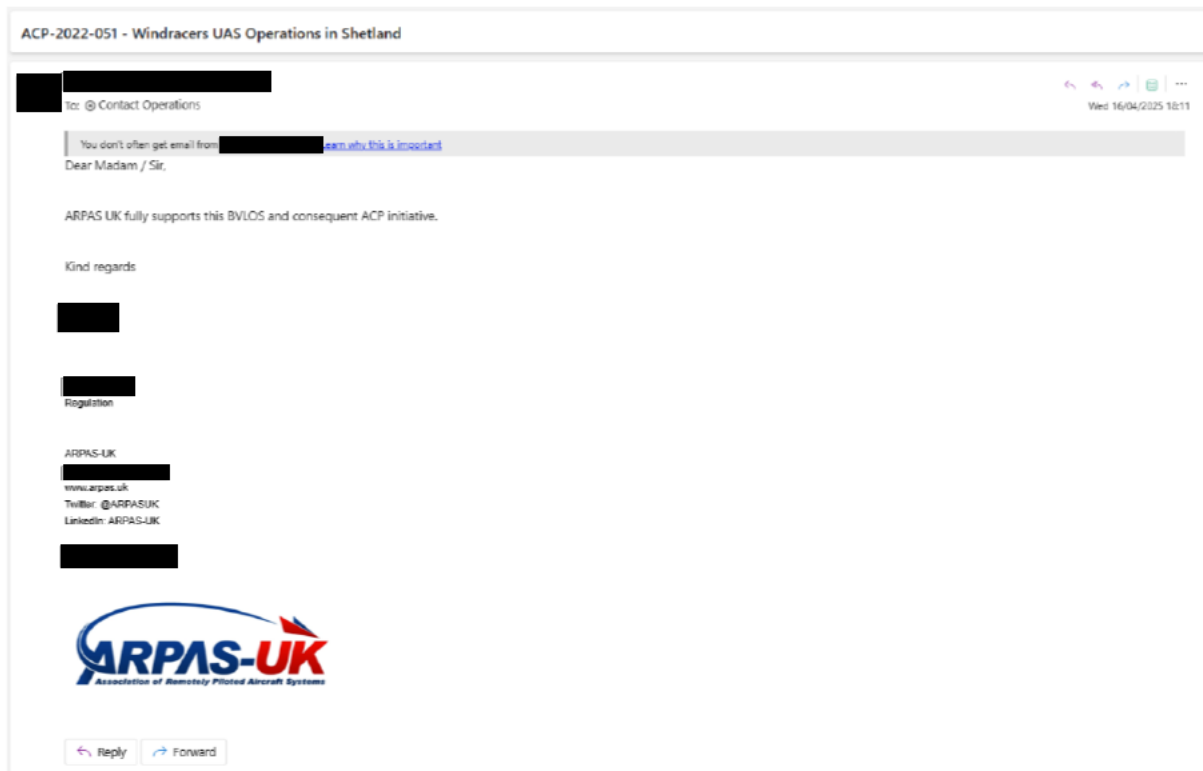 ACP-2022-051 - Windracers UAS Operations in Shetland
To: Contact Operations
Wed 16/04/2025 18:11
You don't often get email from earn why this is important
Dear Madam / Sir,
ARPAS UK fully supports this BVLOS and consequent ACP initiative.
Kind regards
Regulation
ARPAS-UK
www.arpas.uk
Twitter: @ARPASUK
LinkedIn: ARPAS-UK
ARPAS-UK
Association of Remotely Piloted Aircraft Systems
Reply Forward